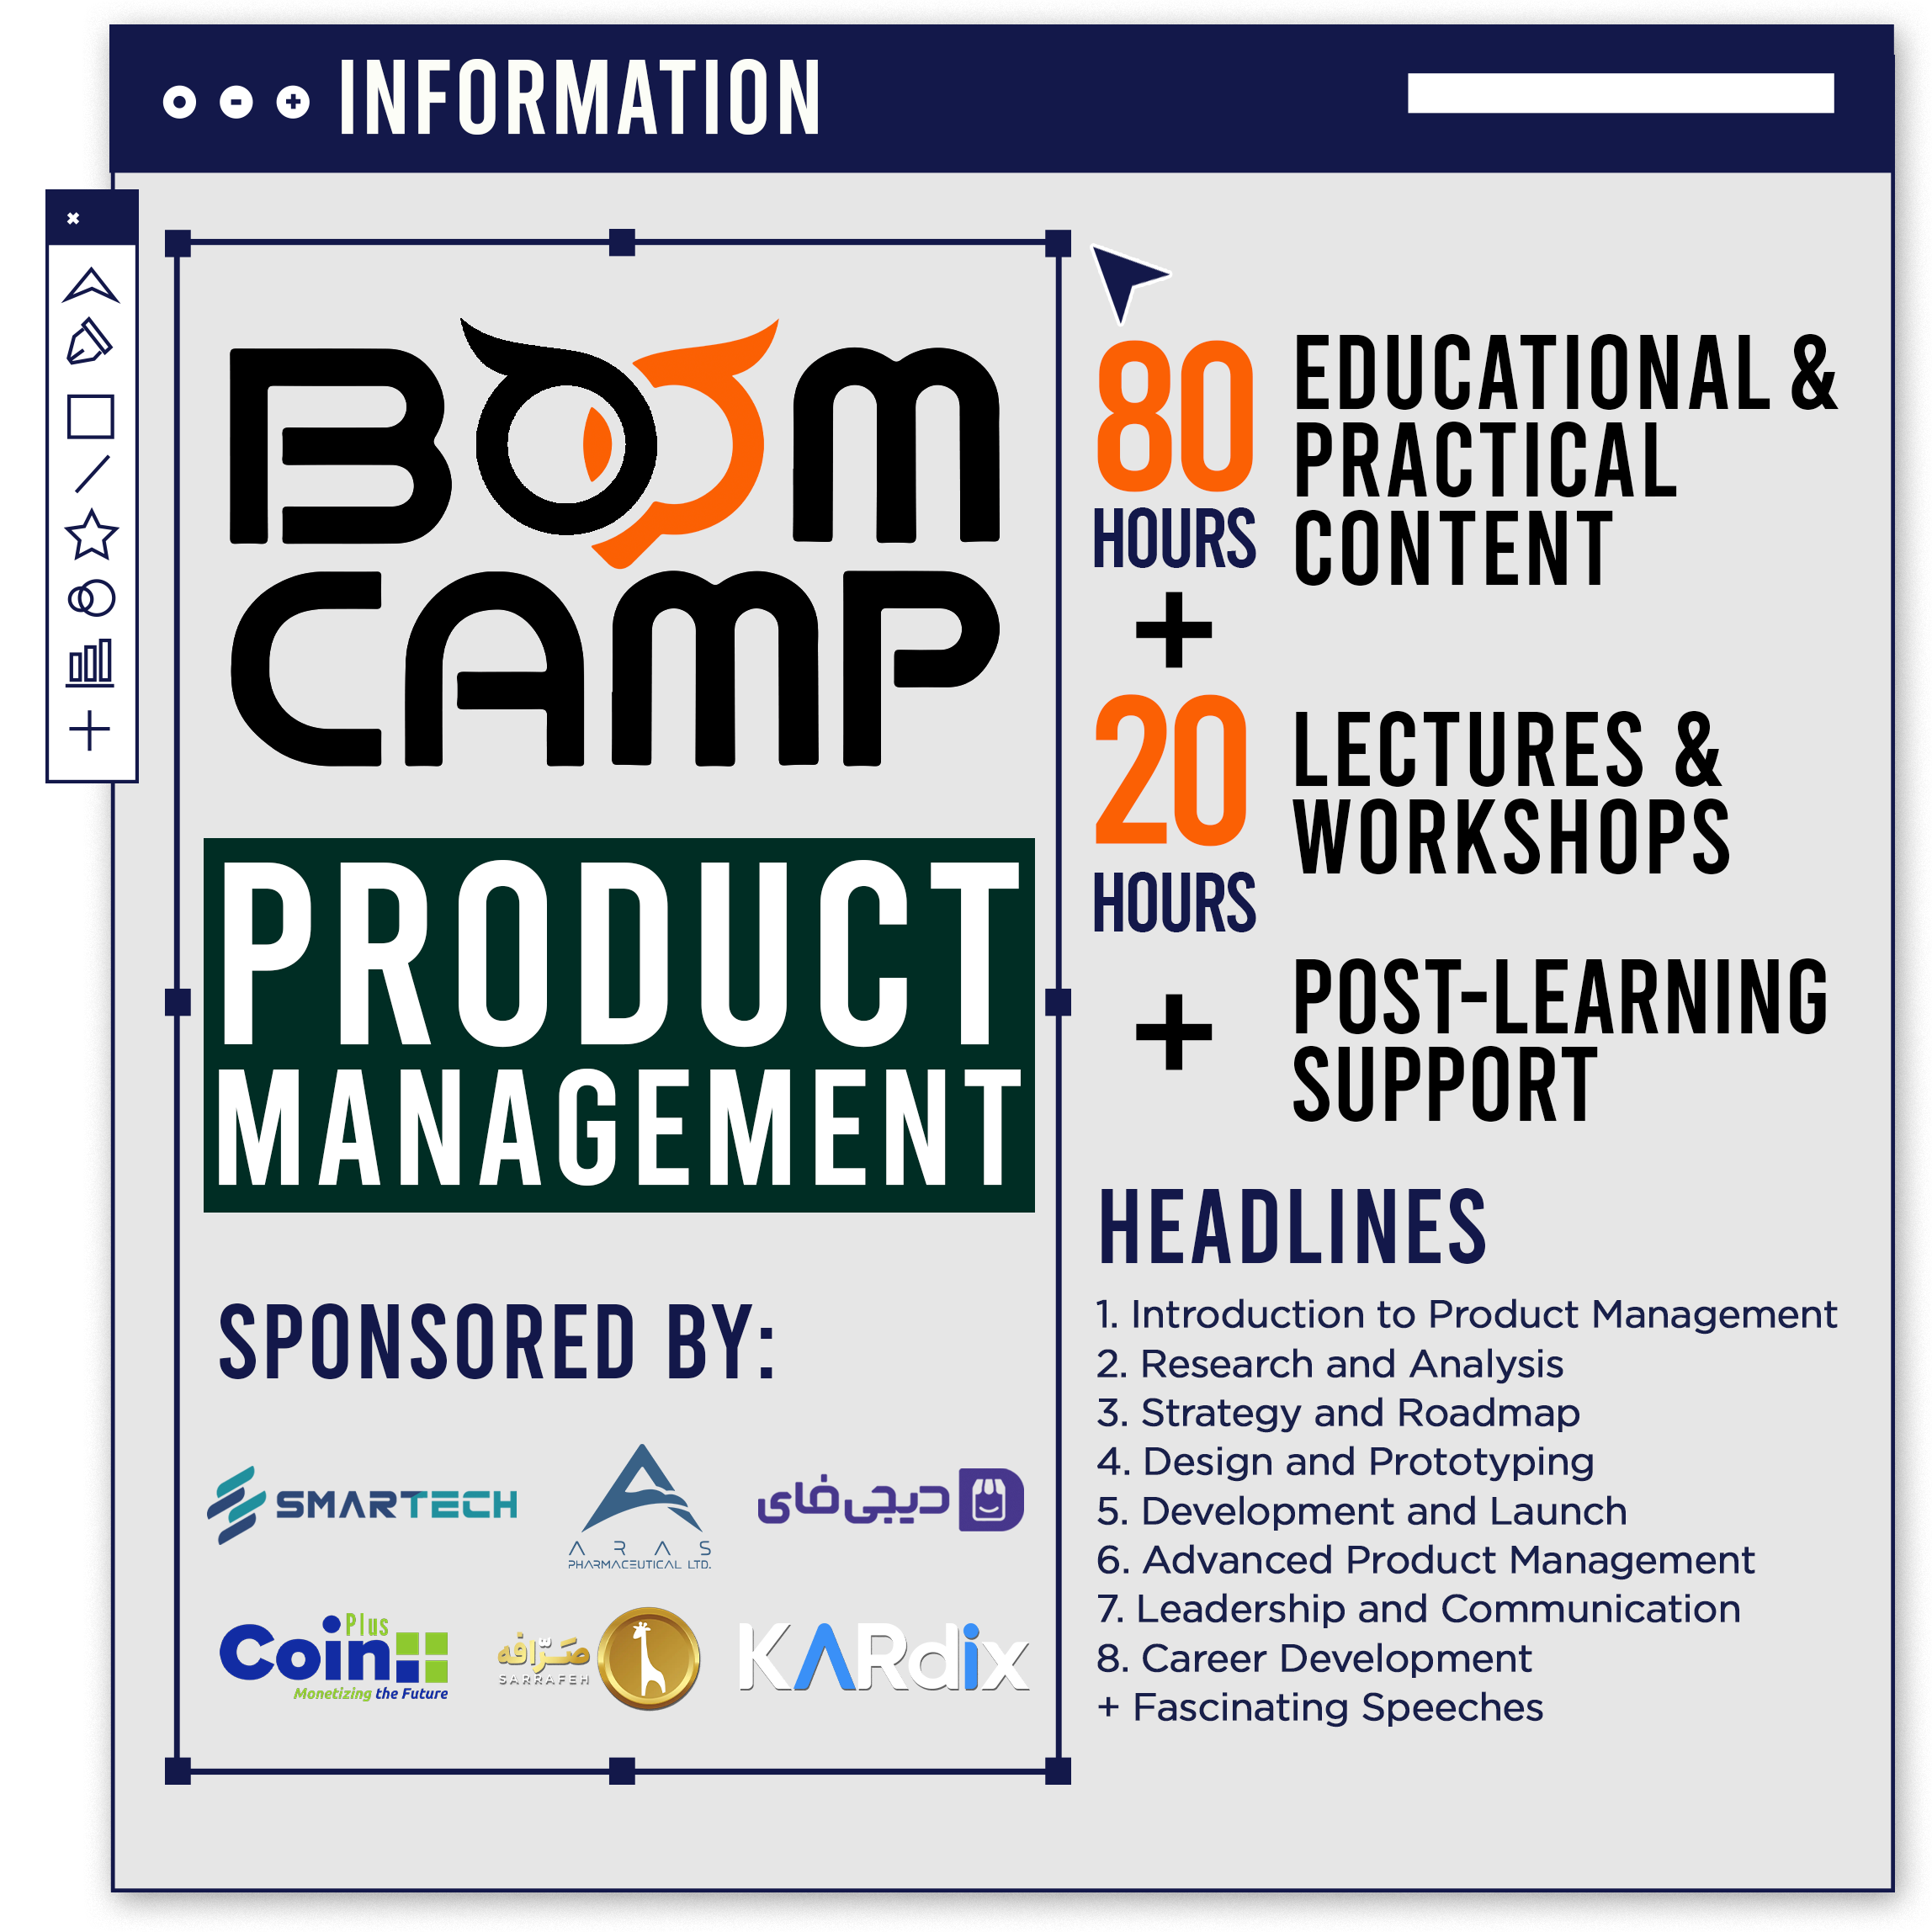 INFORMATION
BOOM
CAMP
PRODUCT
MANAGEMENT
SPONSORED BY:
SMARTECH
ARAS
PHARMACEUTICAL LTD.
دیجی‌فای
Coin Plus
Monetizing the Future
صرّافه
SARRAFEH
KARdix
80
HOURS
EDUCATIONAL &
PRACTICAL
CONTENT
+
20
HOURS
LECTURES &
WORKSHOPS
+
POST-LEARNING
SUPPORT
HEADLINES
1. Introduction to Product Management
2. Research and Analysis
3. Strategy and Roadmap
4. Design and Prototyping
5. Development and Launch
6. Advanced Product Management
7. Leadership and Communication
8. Career Development
+ Fascinating Speeches